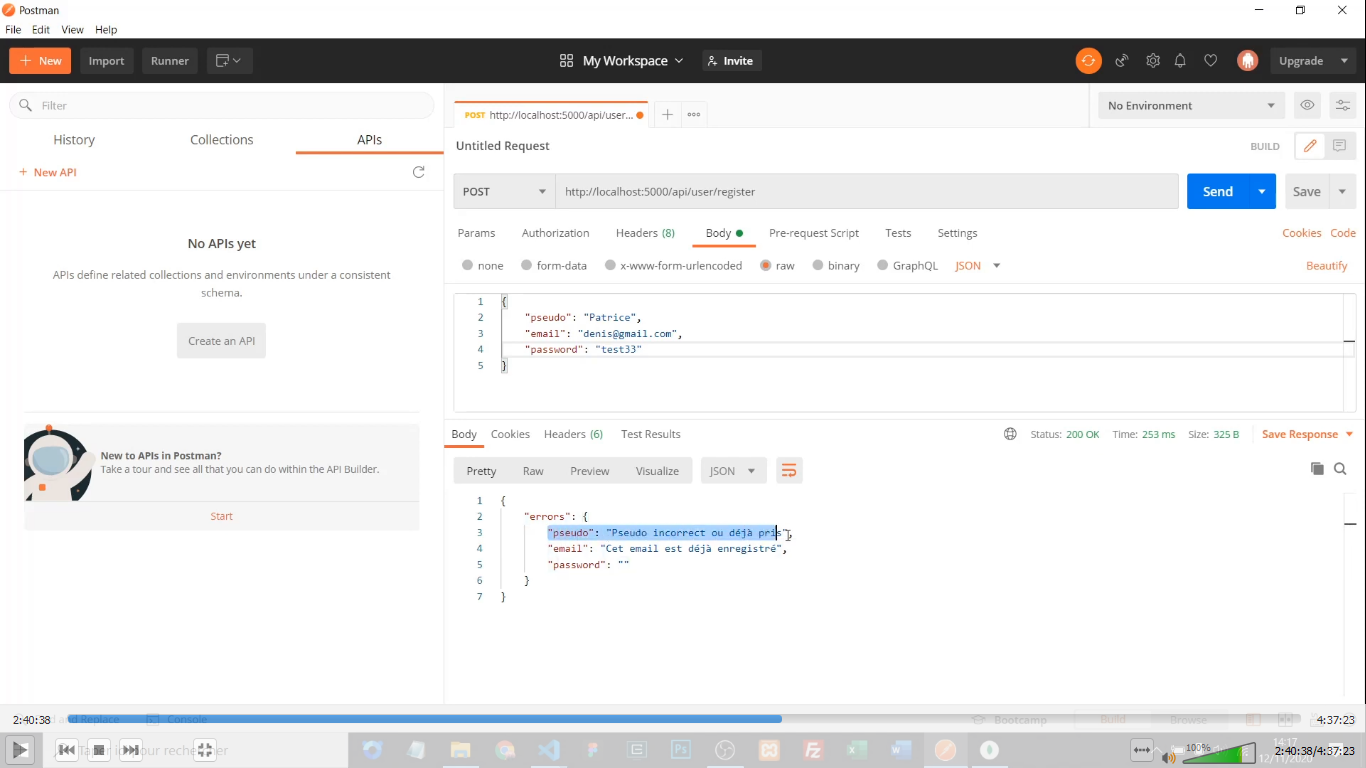 Postman
File Edit View Help
New Import Runner My Workspace Invite Upgrade
Filter
History Collections APIs
New API
No APIs yet
APIs define related collections and environments under a consistent
schema.
Create an API
New to APIs in Postman?
Take a tour and see all that you can do within the API Builder.
Start
POST http://localhost:5000/api/user...
No Environment
Untitled Request
BUILD
POST http://localhost:5000/api/user/register Send Save
Params Authorization Headers (8) Body Pre-request Script Tests Settings Cookies Code
none form-data x-www-form-urlencoded raw binary GraphQL JSON Beautify
1 {
2 "pseudo": "Patrice",
3 "email": "denis@gmail.com",
4 "password": "test33"
5 }
Body Cookies Headers (6) Test Results Status: 200 OK Time: 253 ms Size: 325 B Save Response
Pretty Raw Preview Visualize JSON
1 {
2 "errors": {
3 "pseudo": "Pseudo incorrect ou déjà pris",
4 "email": "Cet email est déjà enregistré",
5 "password": ""
6 }
7 }
2:40:38 and Replace Console Bootcamp Build Browse 4:37:23
pour rechercher 100% 14:17
12/11/2020 2:40:38/4:37:23